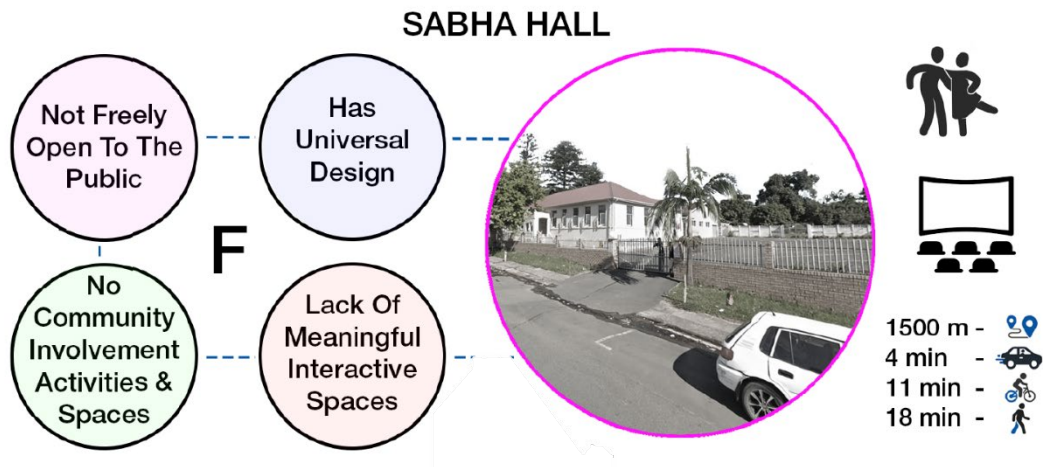 SABHA HALL
Not Freely
Open To The
Public
Has
Universal
Design
F
No
Community
Involvement
Activities &
Spaces
Lack Of
Meaningful
Interactive
Spaces
1500 m -
4 min -
11 min -
18 min -